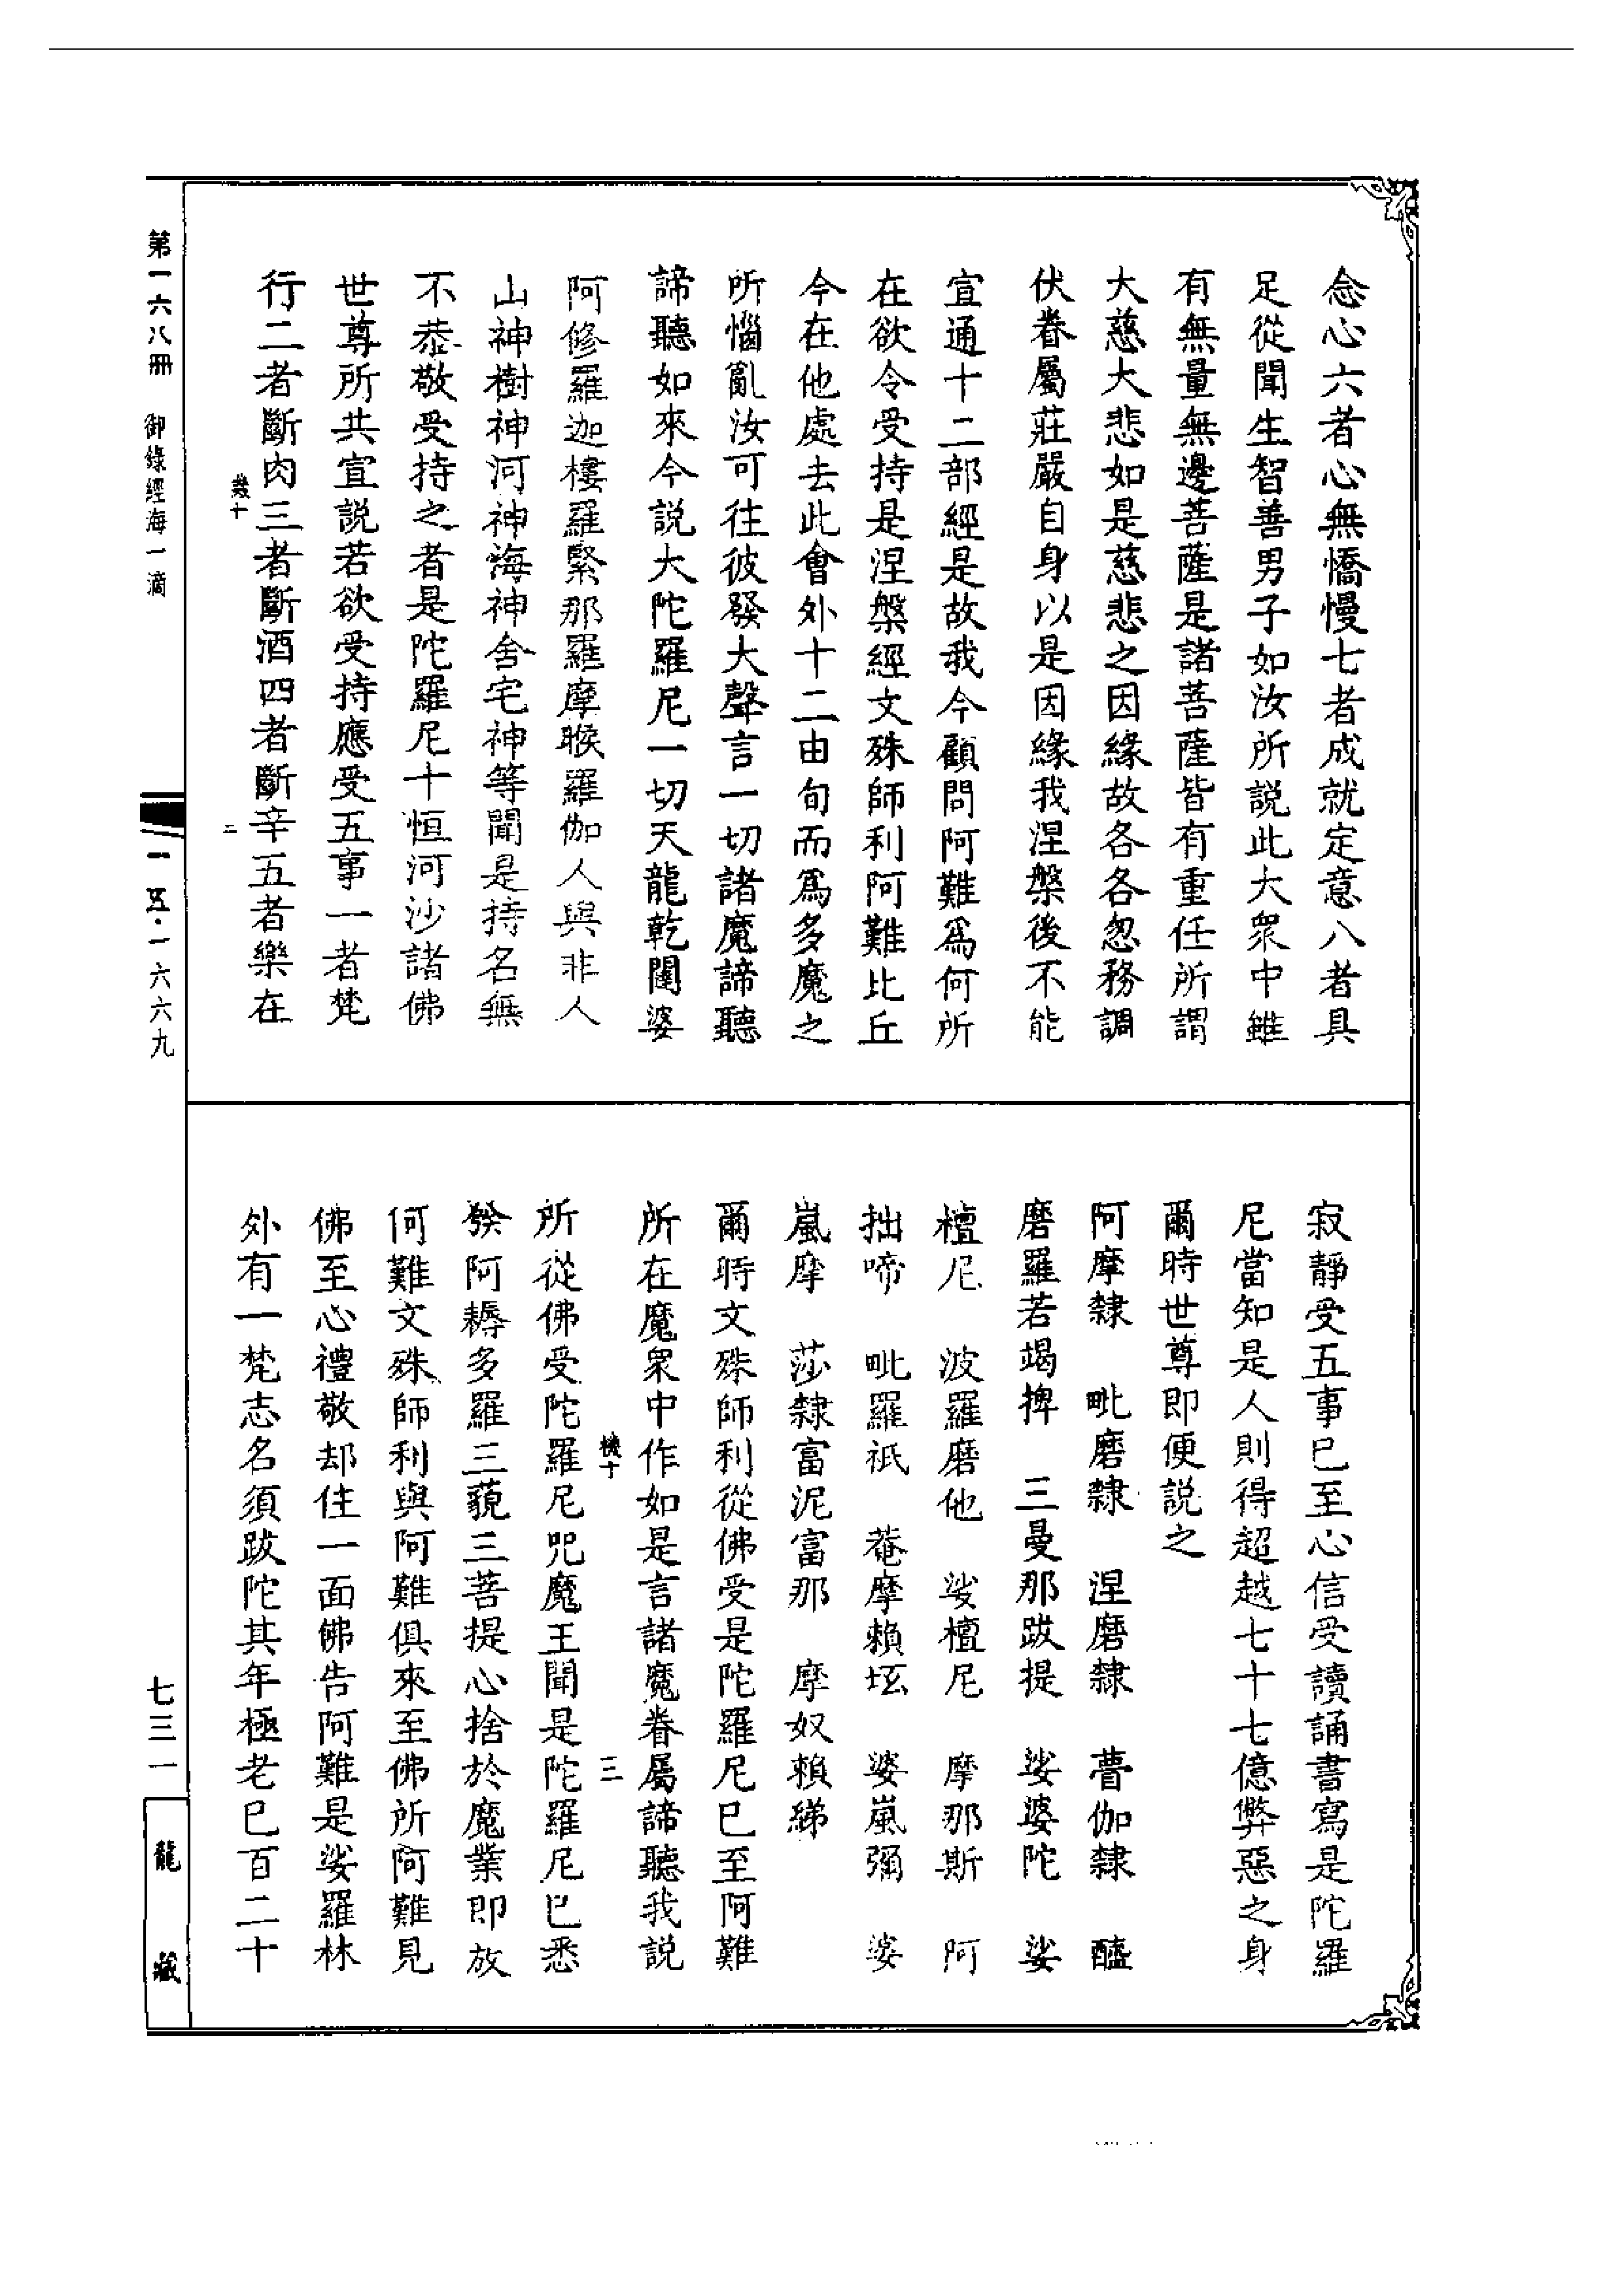 念心六者心無憍慢七者成就定意八者具
足從聞生智善男子如汝所説此大衆中雖
有無量無邊菩薩是諸菩薩皆有重任所謂
大慈大悲如是慈悲之因緣故各各忽務調
伏眷屬莊嚴自身以是因緣我涅槃後不能
宣通十二部經是故我今顧問阿難爲何所
在欲令受持是涅槃經文殊師利阿難比丘
今在他處去此會外十二由旬而爲多魔之
所惱亂汝可往彼發大聲言一切諸魔諦聽
諦聽如來今説大陀羅尼一切天龍乾闥婆
阿修羅迦樓羅緊那羅摩睺羅伽人與非人
山神樹神河神海神舍宅神等聞是持名無
不恭敬受持之者是陀羅尼十恒河沙諸佛
世尊所共宣説若欲受持應受五事一者梵
行二者斷肉三者斷酒四者斷辛五者樂在
幾十
二
寂靜受五事已至心信受讀誦書寫是陀羅
尼當知是人則得超越七十七億弊惡之身
爾時世尊即便説之
阿摩隸　毗磨隸　涅磨隸　瞢伽隸　醯
磨羅若竭捭　三曼那跋提　娑婆陀　娑
檀尼　波羅磨他　娑檀尼　摩那斯　阿
拙啼　毗羅祇　菴摩賴坻　婆嵐彌　婆
嵐摩　莎隸富泥富那　摩奴賴綈
爾時文殊師利從佛受是陀羅尼已至阿難
所在魔衆中作如是言諸魔眷屬諦聽我説
機十
三
所從佛受陀羅尼咒魔王聞是陀羅尼已悉
發阿耨多羅三藐三菩提心捨於魔業即放
阿難文殊師利與阿難俱來至佛所阿難見
佛至心禮敬却住一面佛告阿難是娑羅林
外有一梵志名須跋陀其年極老已百二十
第一六八册　御錄經海一滴
一五·一六六九
七三一
龍藏